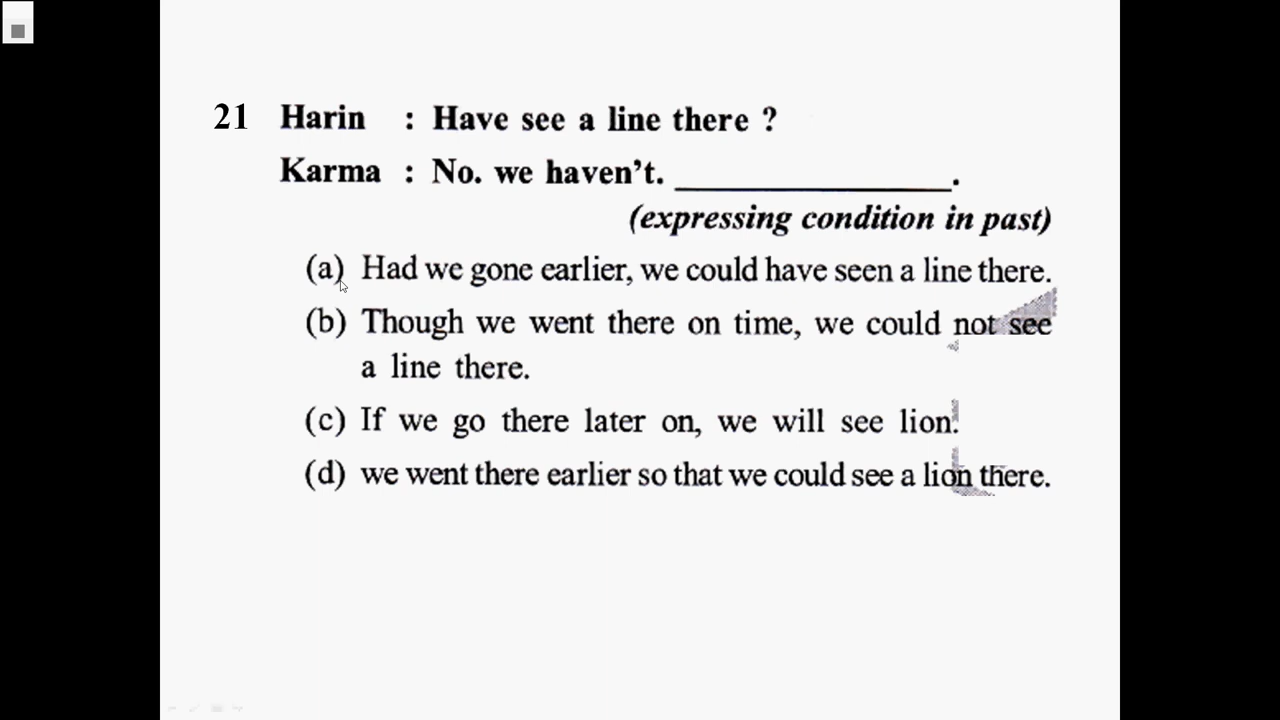 21 Harin : Have see a line there ?
Karma : No. we haven't. ____________________.
(expressing condition in past)
(a) Had we gone earlier, we could have seen a line there.
(b) Though we went there on time, we could not see
a line there.
(c) If we go there later on, we will see lion.
(d) we went there earlier so that we could see a lion there.